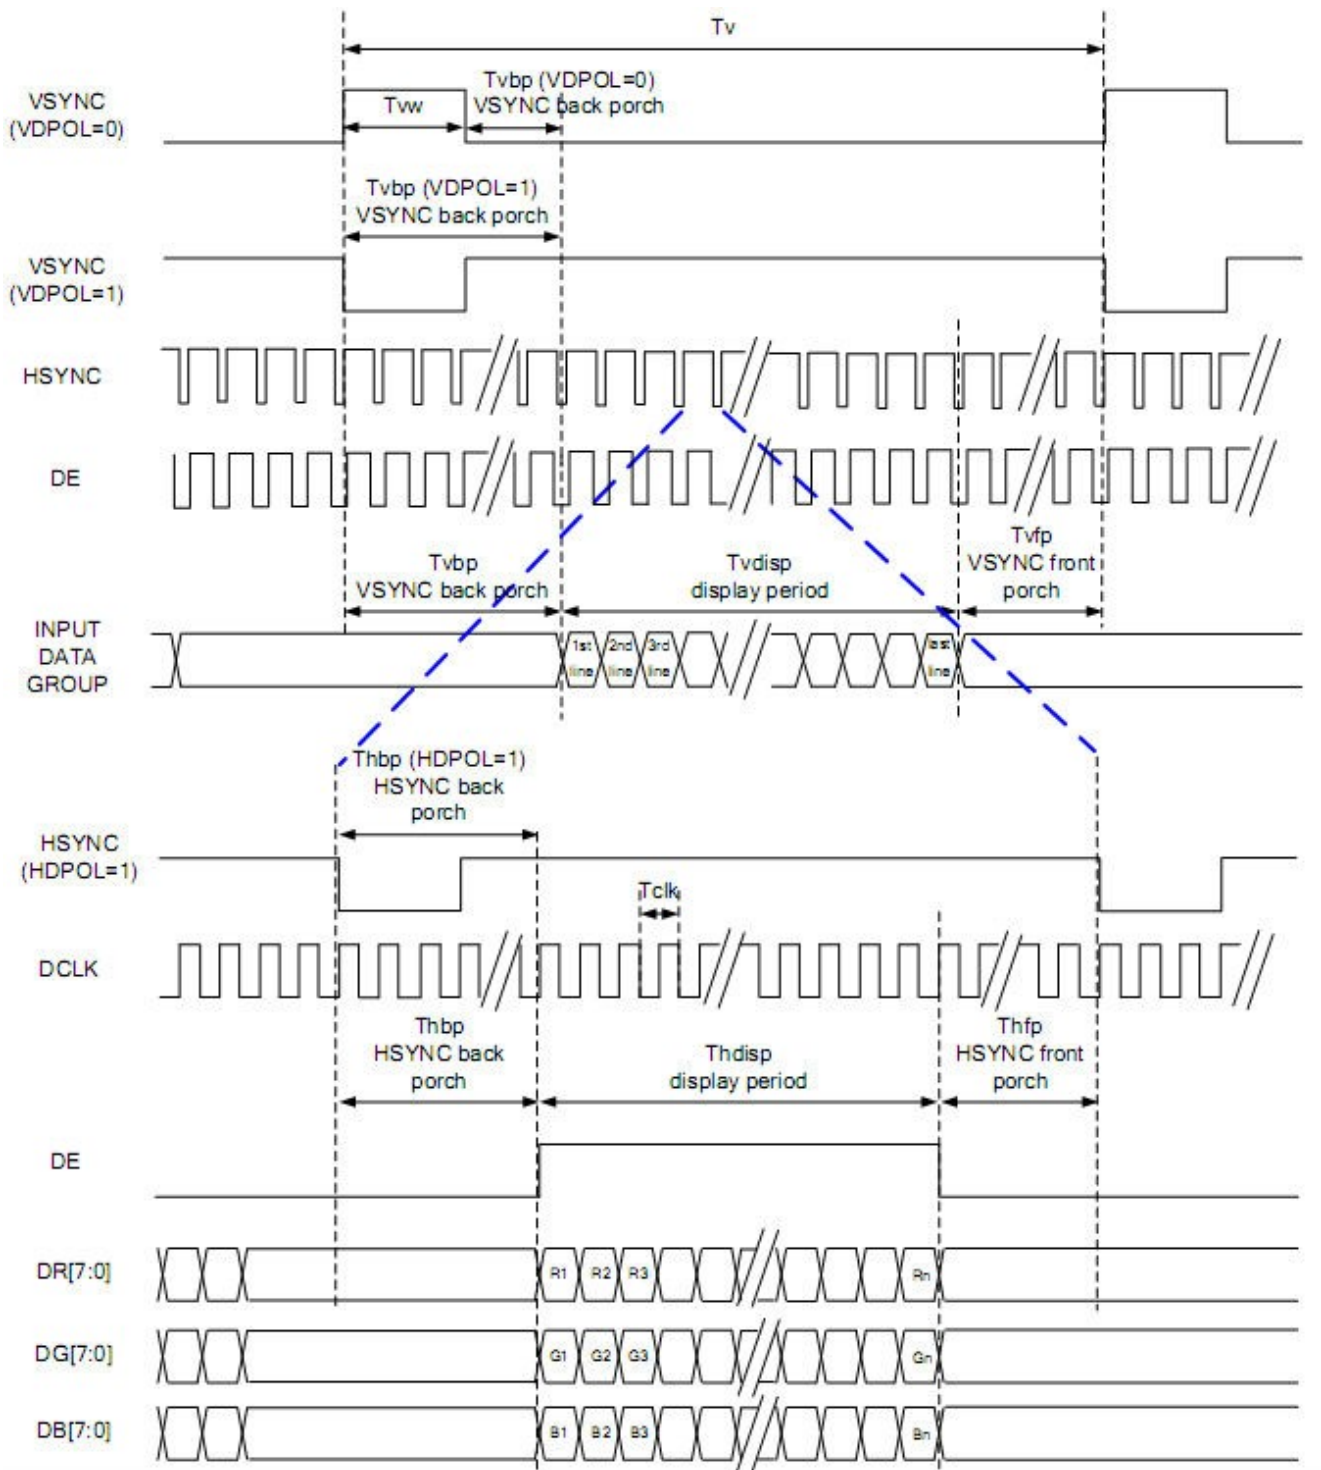 Tv
VSYNC
(VDPOL=0)
Tvw
Tvbp (VDPOL=0)
VSYNC back porch
Tvbp (VDPOL=1)
VSYNC back porch
VSYNC
(VDPOL=1)
HSYNC
DE
Tvbp
VSYNC back porch
Tvdisp
display period
Tvfp
VSYNC front
porch
INPUT
DATA
GROUP
1st
line
2nd
line
3rd
line
last
line
Thbp (HDPOL=1)
HSYNC back
porch
HSYNC
(HDPOL=1)
Tclk
DCLK
Thbp
HSYNC back
porch
Thdisp
display period
Thfp
HSYNC front
porch
DE
DR[7:0]
R1 R2 R3 Rn
DG[7:0]
G1 G2 G3 Gn
DB[7:0]
B1 B2 B3 Bn